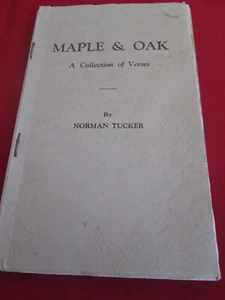 MAPLE & OAK
A Collection of Verses
By
NORMAN TUCKER